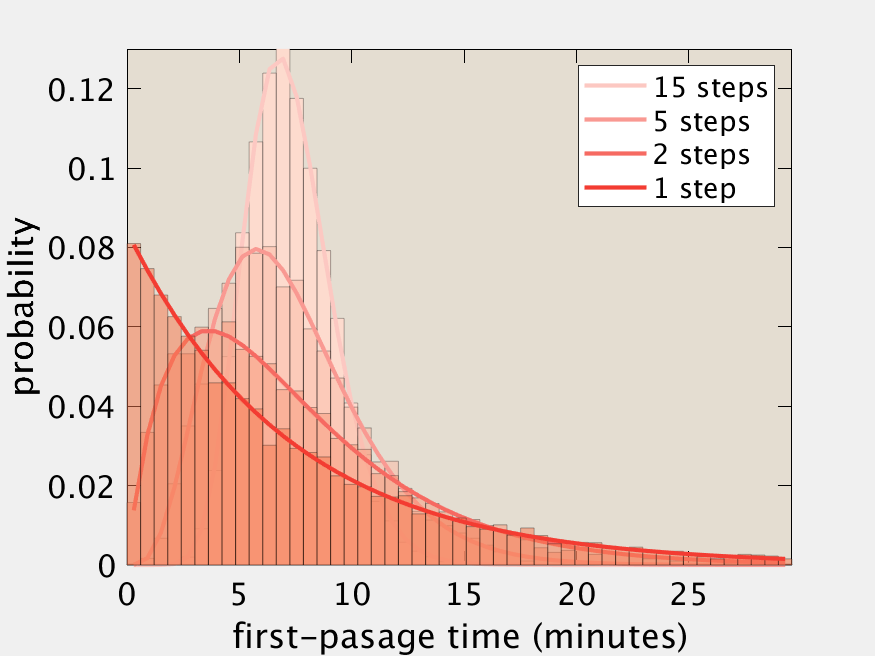 0.12
0.1
0.08
0.06
0.04
0.02
0
probability
15 steps
5 steps
2 steps
1 step
0 5 10 15 20 25
first-pasage time (minutes)